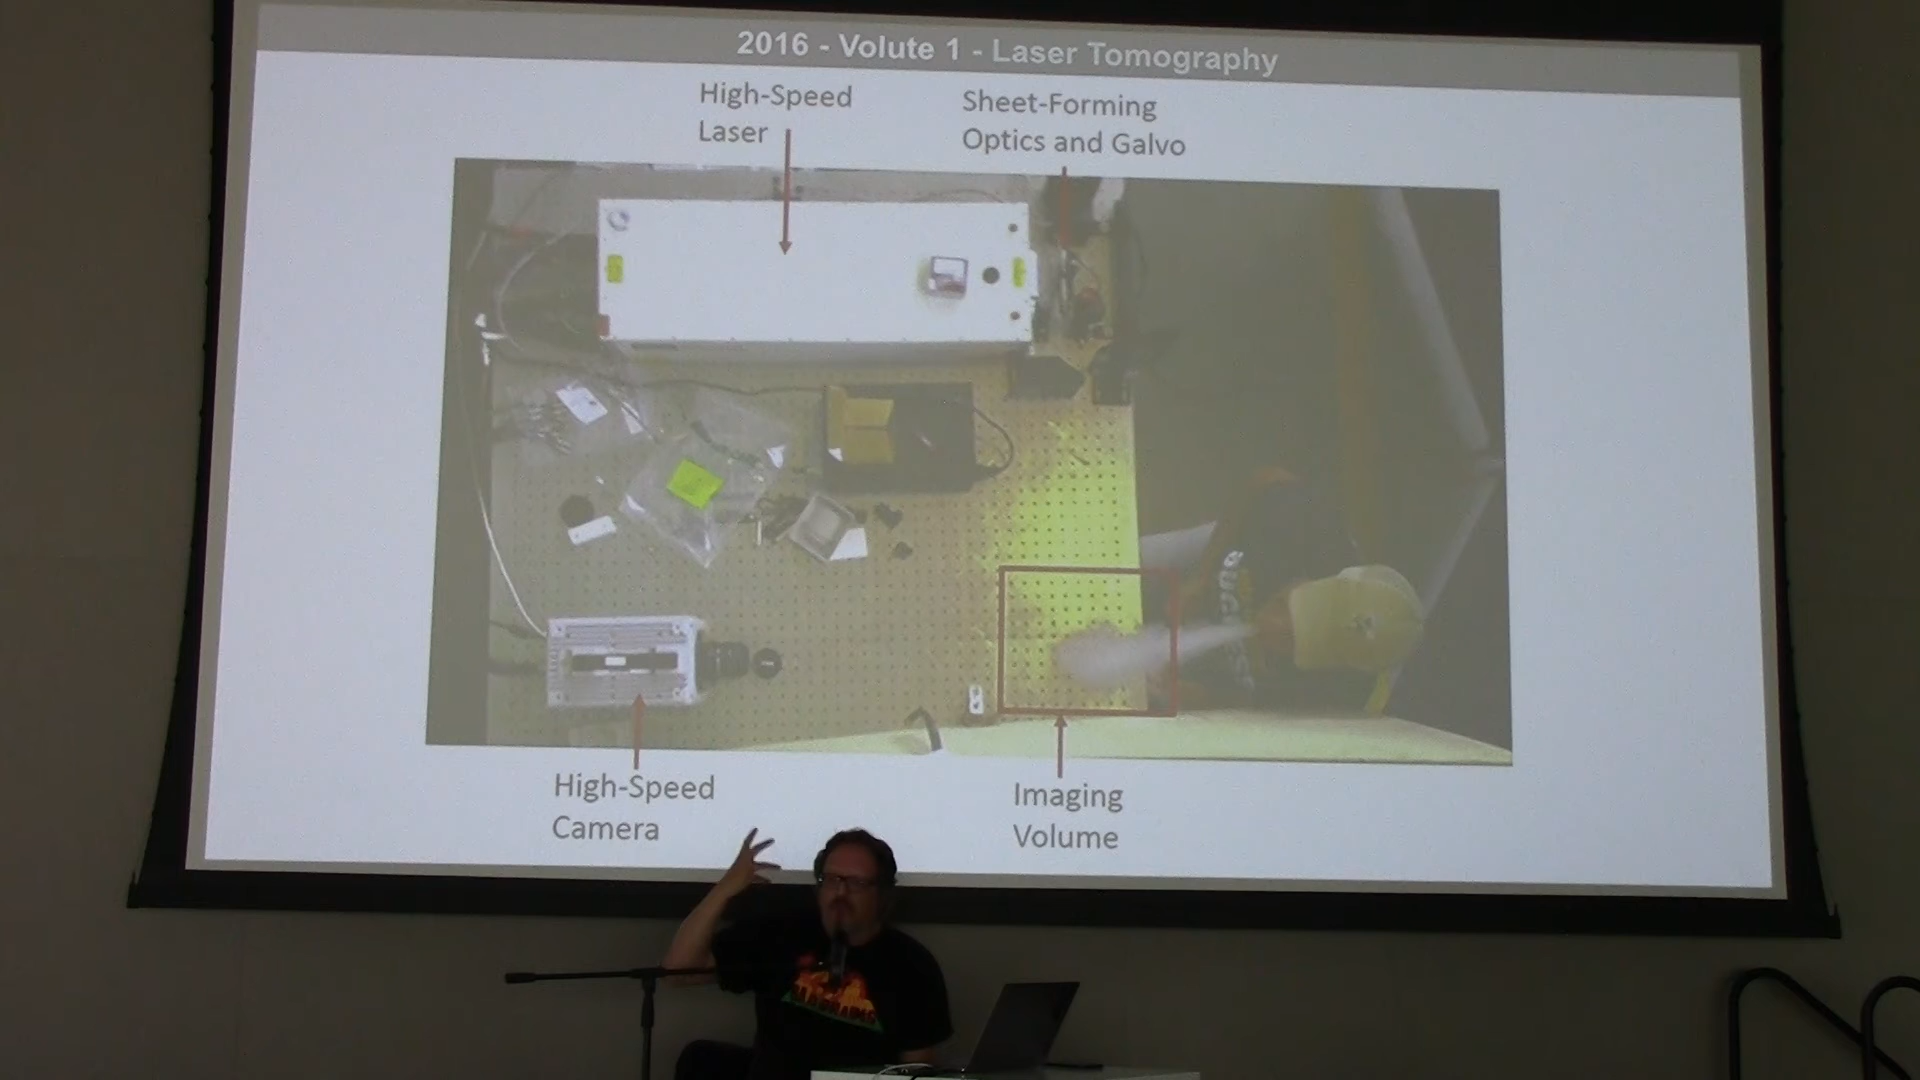 2016 - Volute 1 - Laser Tomography
High-Speed
Laser
Sheet-Forming
Optics and Galvo
High-Speed
Camera
Imaging
Volume